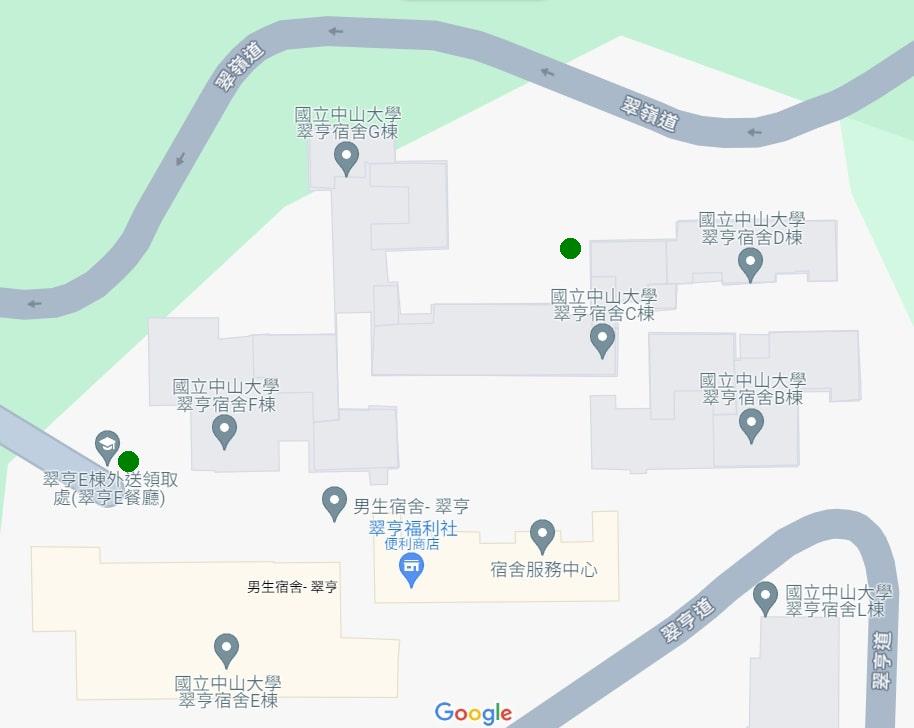 翠嶺道
翠嶺道
國立中山大學
翠亨宿舍G棟
國立中山大學
翠亨宿舍D棟
國立中山大學
翠亨宿舍C棟
國立中山大學
翠亨宿舍F棟
國立中山大學
翠亨宿舍B棟
翠亨E棟外送領取
處(翠亨E餐廳)
男生宿舍- 翠亨
翠亨福利社
便利商店
宿舍服務中心
男生宿舍- 翠亨
國立中山大學
翠亨宿舍L棟
翠亨道
翠亨道
國立中山大學
翠亨宿舍E棟
Google